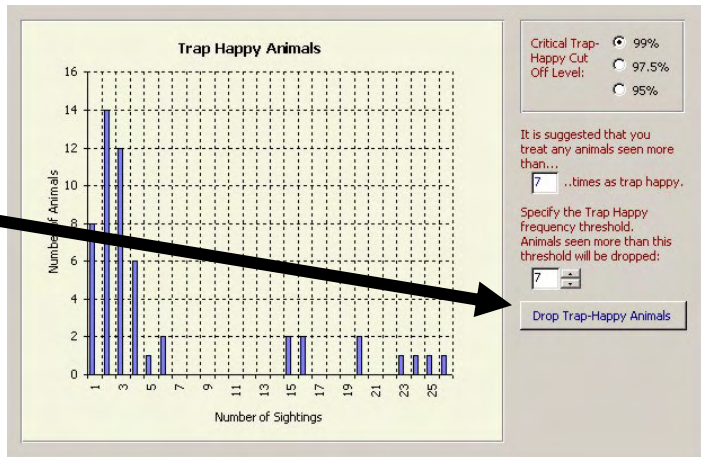 Trap Happy Animals
16
14
12
10
8
6
4
2
0
Number of Animals
1
3
5
7
9
11
13
15
17
19
21
23
25
Number of Sightings
Critical Trap-
Happy Cut
Off Level:
99%
97.5%
95%
It is suggested that you
treat any animals seen more
than...
7 ..times as trap happy.
Specify the Trap Happy
frequency threshold.
Animals seen more than this
threshold will be dropped:
7
Drop Trap-Happy Animals